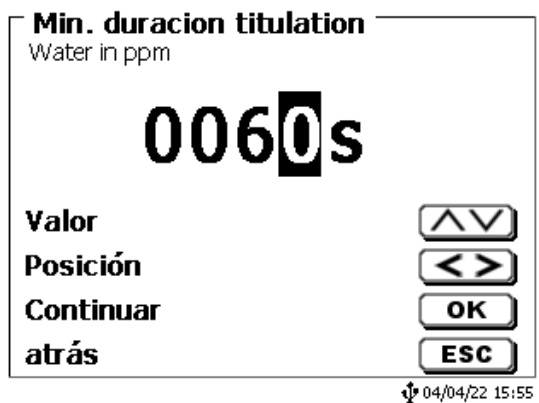 Min. duracion titulation
Water in ppm
0060s
Valor
Posición
Continuar OK
atrás ESC
04/04/22 15:55